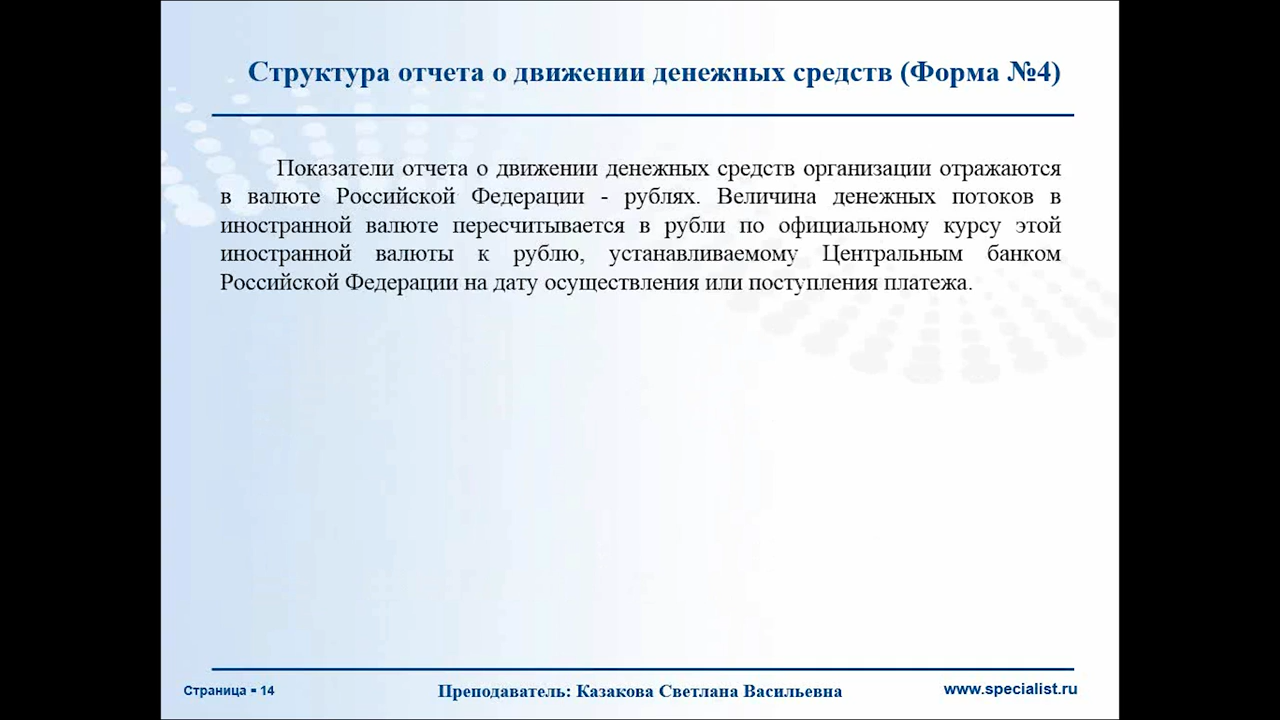 Структура отчета о движении денежных средств (Форма №4)
Показатели отчета о движении денежных средств организации отражаются
в валюте Российской Федерации - рублях. Величина денежных потоков в
иностранной валюте пересчитывается в рубли по официальному курсу этой
иностранной валюты к рублю, устанавливаемому Центральным банком
Российской Федерации на дату осуществления или поступления платежа.
Страница ▪ 14
Преподаватель: Казакова Светлана Васильевна
www.specialist.ru